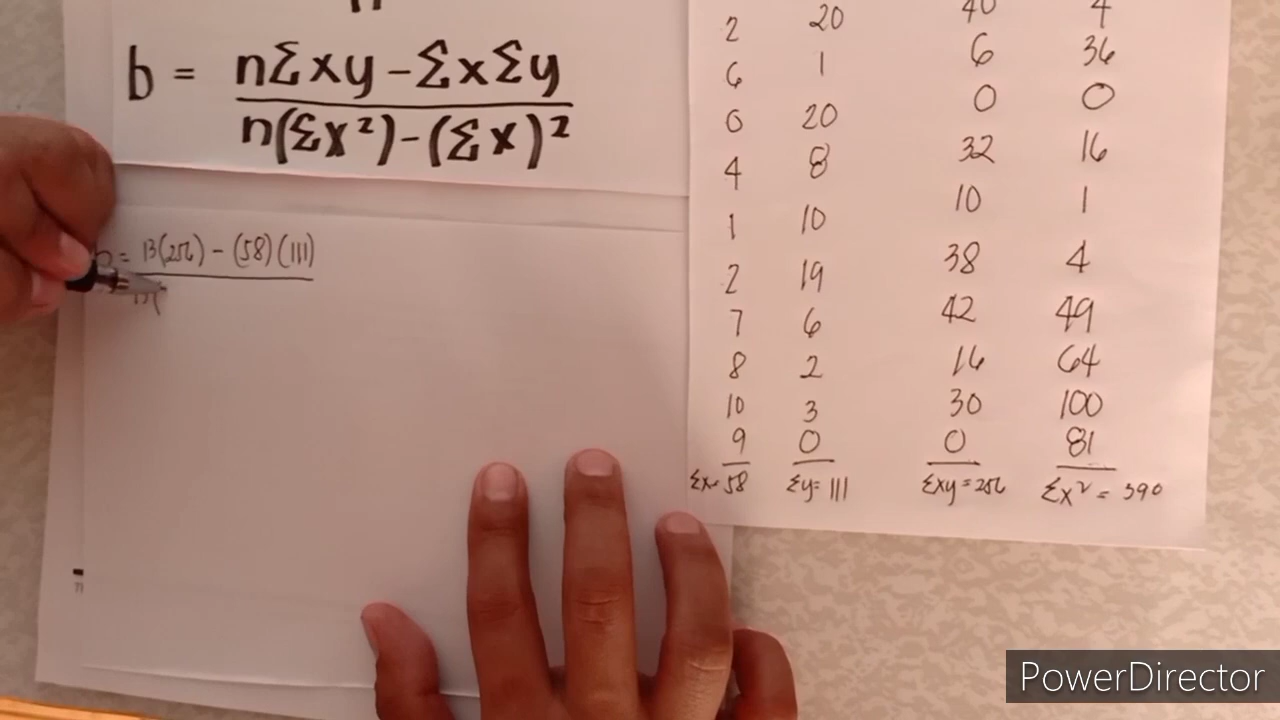 b = nΣxy - ΣxΣy
n(Σx²) - (Σx)²
b = 13(256) - (58)(111)
13(
2 20 40 4
6 1 6 36
0 20 0 0
4 8 32 16
1 10 10 1
2 19 38 4
7 6 42 49
8 2 16 64
10 3 30 100
9 0 0 81
Σx= 58 Σy= 111 Σxy = 256 Σx² = 390
PowerDirector